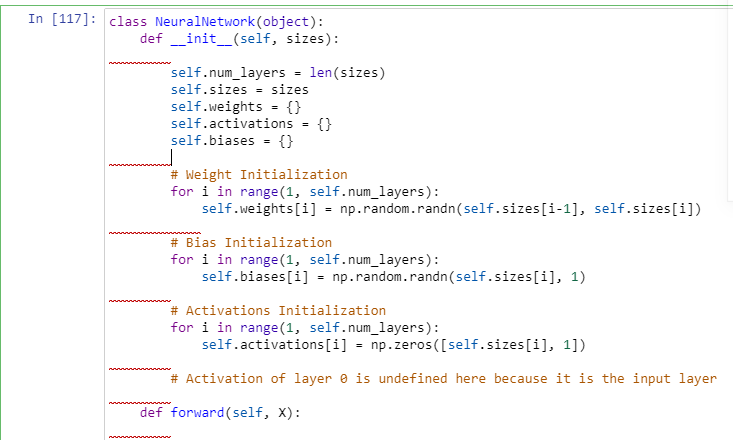 In [117]: class NeuralNetwork(object):
def __init__(self, sizes):
self.num_layers = len(sizes)
self.sizes = sizes
self.weights = {}
self.activations = {}
self.biases = {}
# Weight Initialization
for i in range(1, self.num_layers):
self.weights[i] = np.random.randn(self.sizes[i-1], self.sizes[i])
# Bias Initialization
for i in range(1, self.num_layers):
self.biases[i] = np.random.randn(self.sizes[i], 1)
# Activations Initialization
for i in range(1, self.num_layers):
self.activations[i] = np.zeros([self.sizes[i], 1])
# Activation of layer 0 is undefined here because it is the input layer
def forward(self, X):